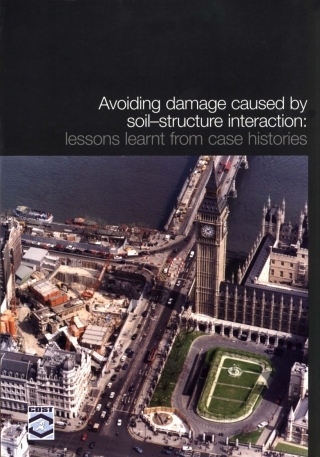 Avoiding damage caused by
soil–structure interaction:
lessons learnt from case histories
COST